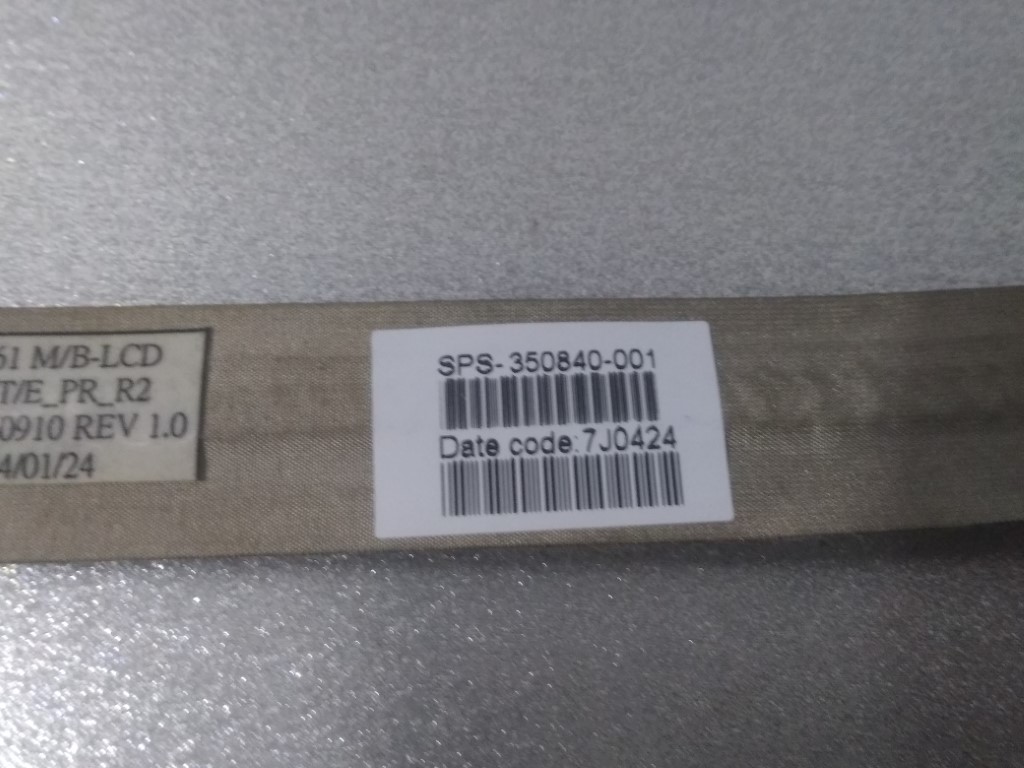 61 M/B-LCD
T/E_PR_R2
0910 REV 1.0
4/01/24
SPS-350840-001
Date code:7J0424